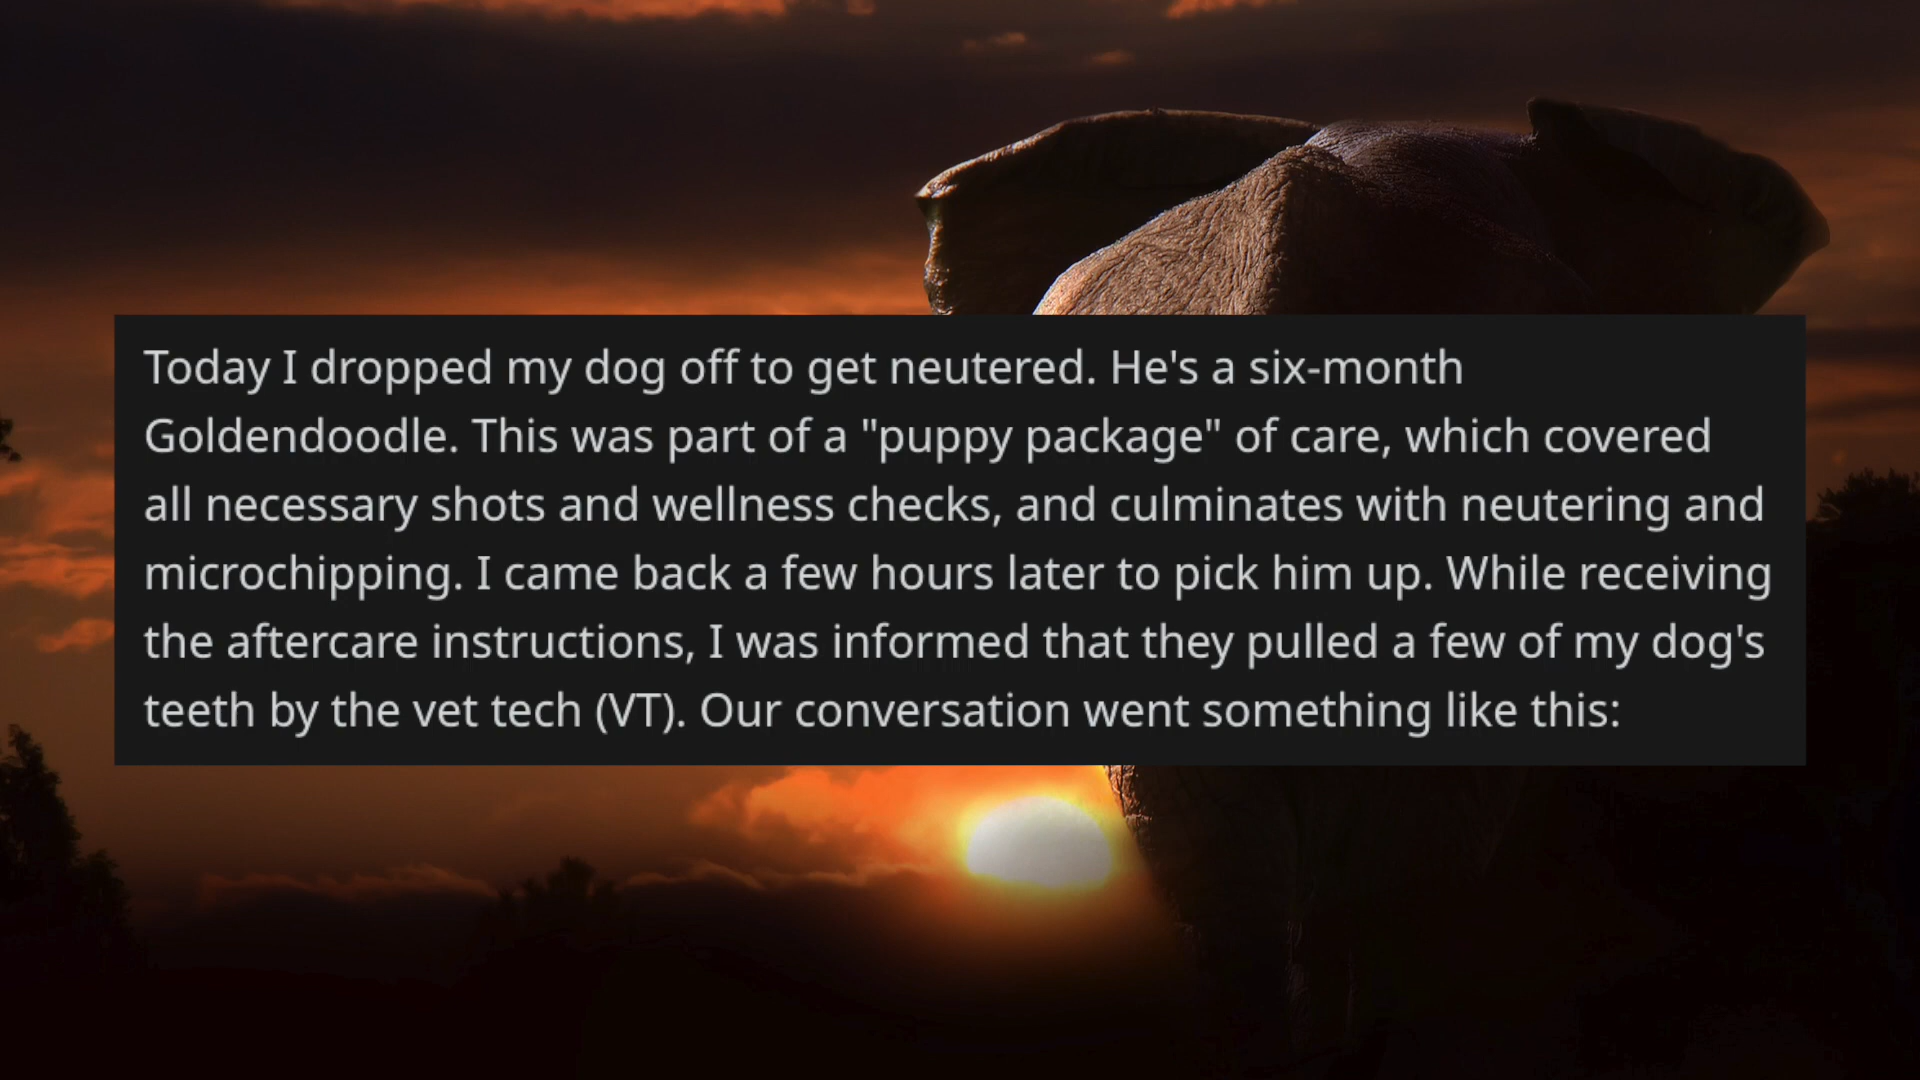 Today I dropped my dog off to get neutered. He's a six-month
Goldendoodle. This was part of a "puppy package" of care, which covered
all necessary shots and wellness checks, and culminates with neutering and
microchipping. I came back a few hours later to pick him up. While receiving
the aftercare instructions, I was informed that they pulled a few of my dog's
teeth by the vet tech (VT). Our conversation went something like this: